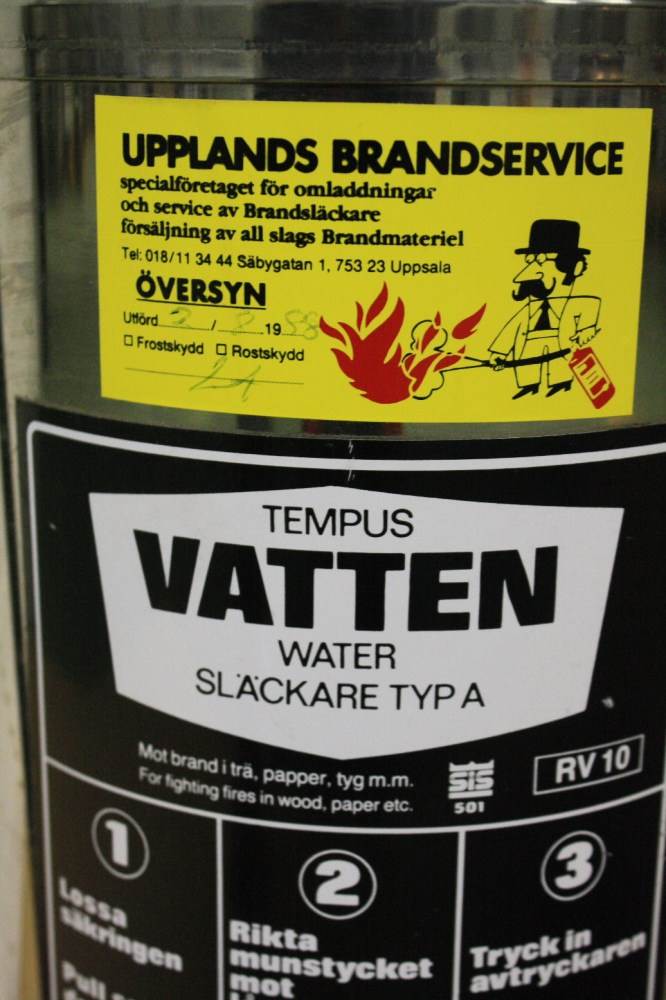 UPPLANDS BRANDSERVICE
specialföretaget för omladdningar
och service av Brandsläckare
försäljning av all slags Brandmateriel
Tel: 018/11 34 44 Säbygatan 1, 753 23 Uppsala
ÖVERSYN
Utförd 2 / 8 19
Frostskydd Rostskydd
TEMPUS
VATTEN
WATER
SLÄCKARE TYP A
Mot brand i trä, papper, tyg m.m.
For fighting fires in wood, paper etc.
SIS
501
RV 10
1
Lossa
säkringen
Pull
2
Rikta
munstycket
mot
3
Tryck in
avtryckaren